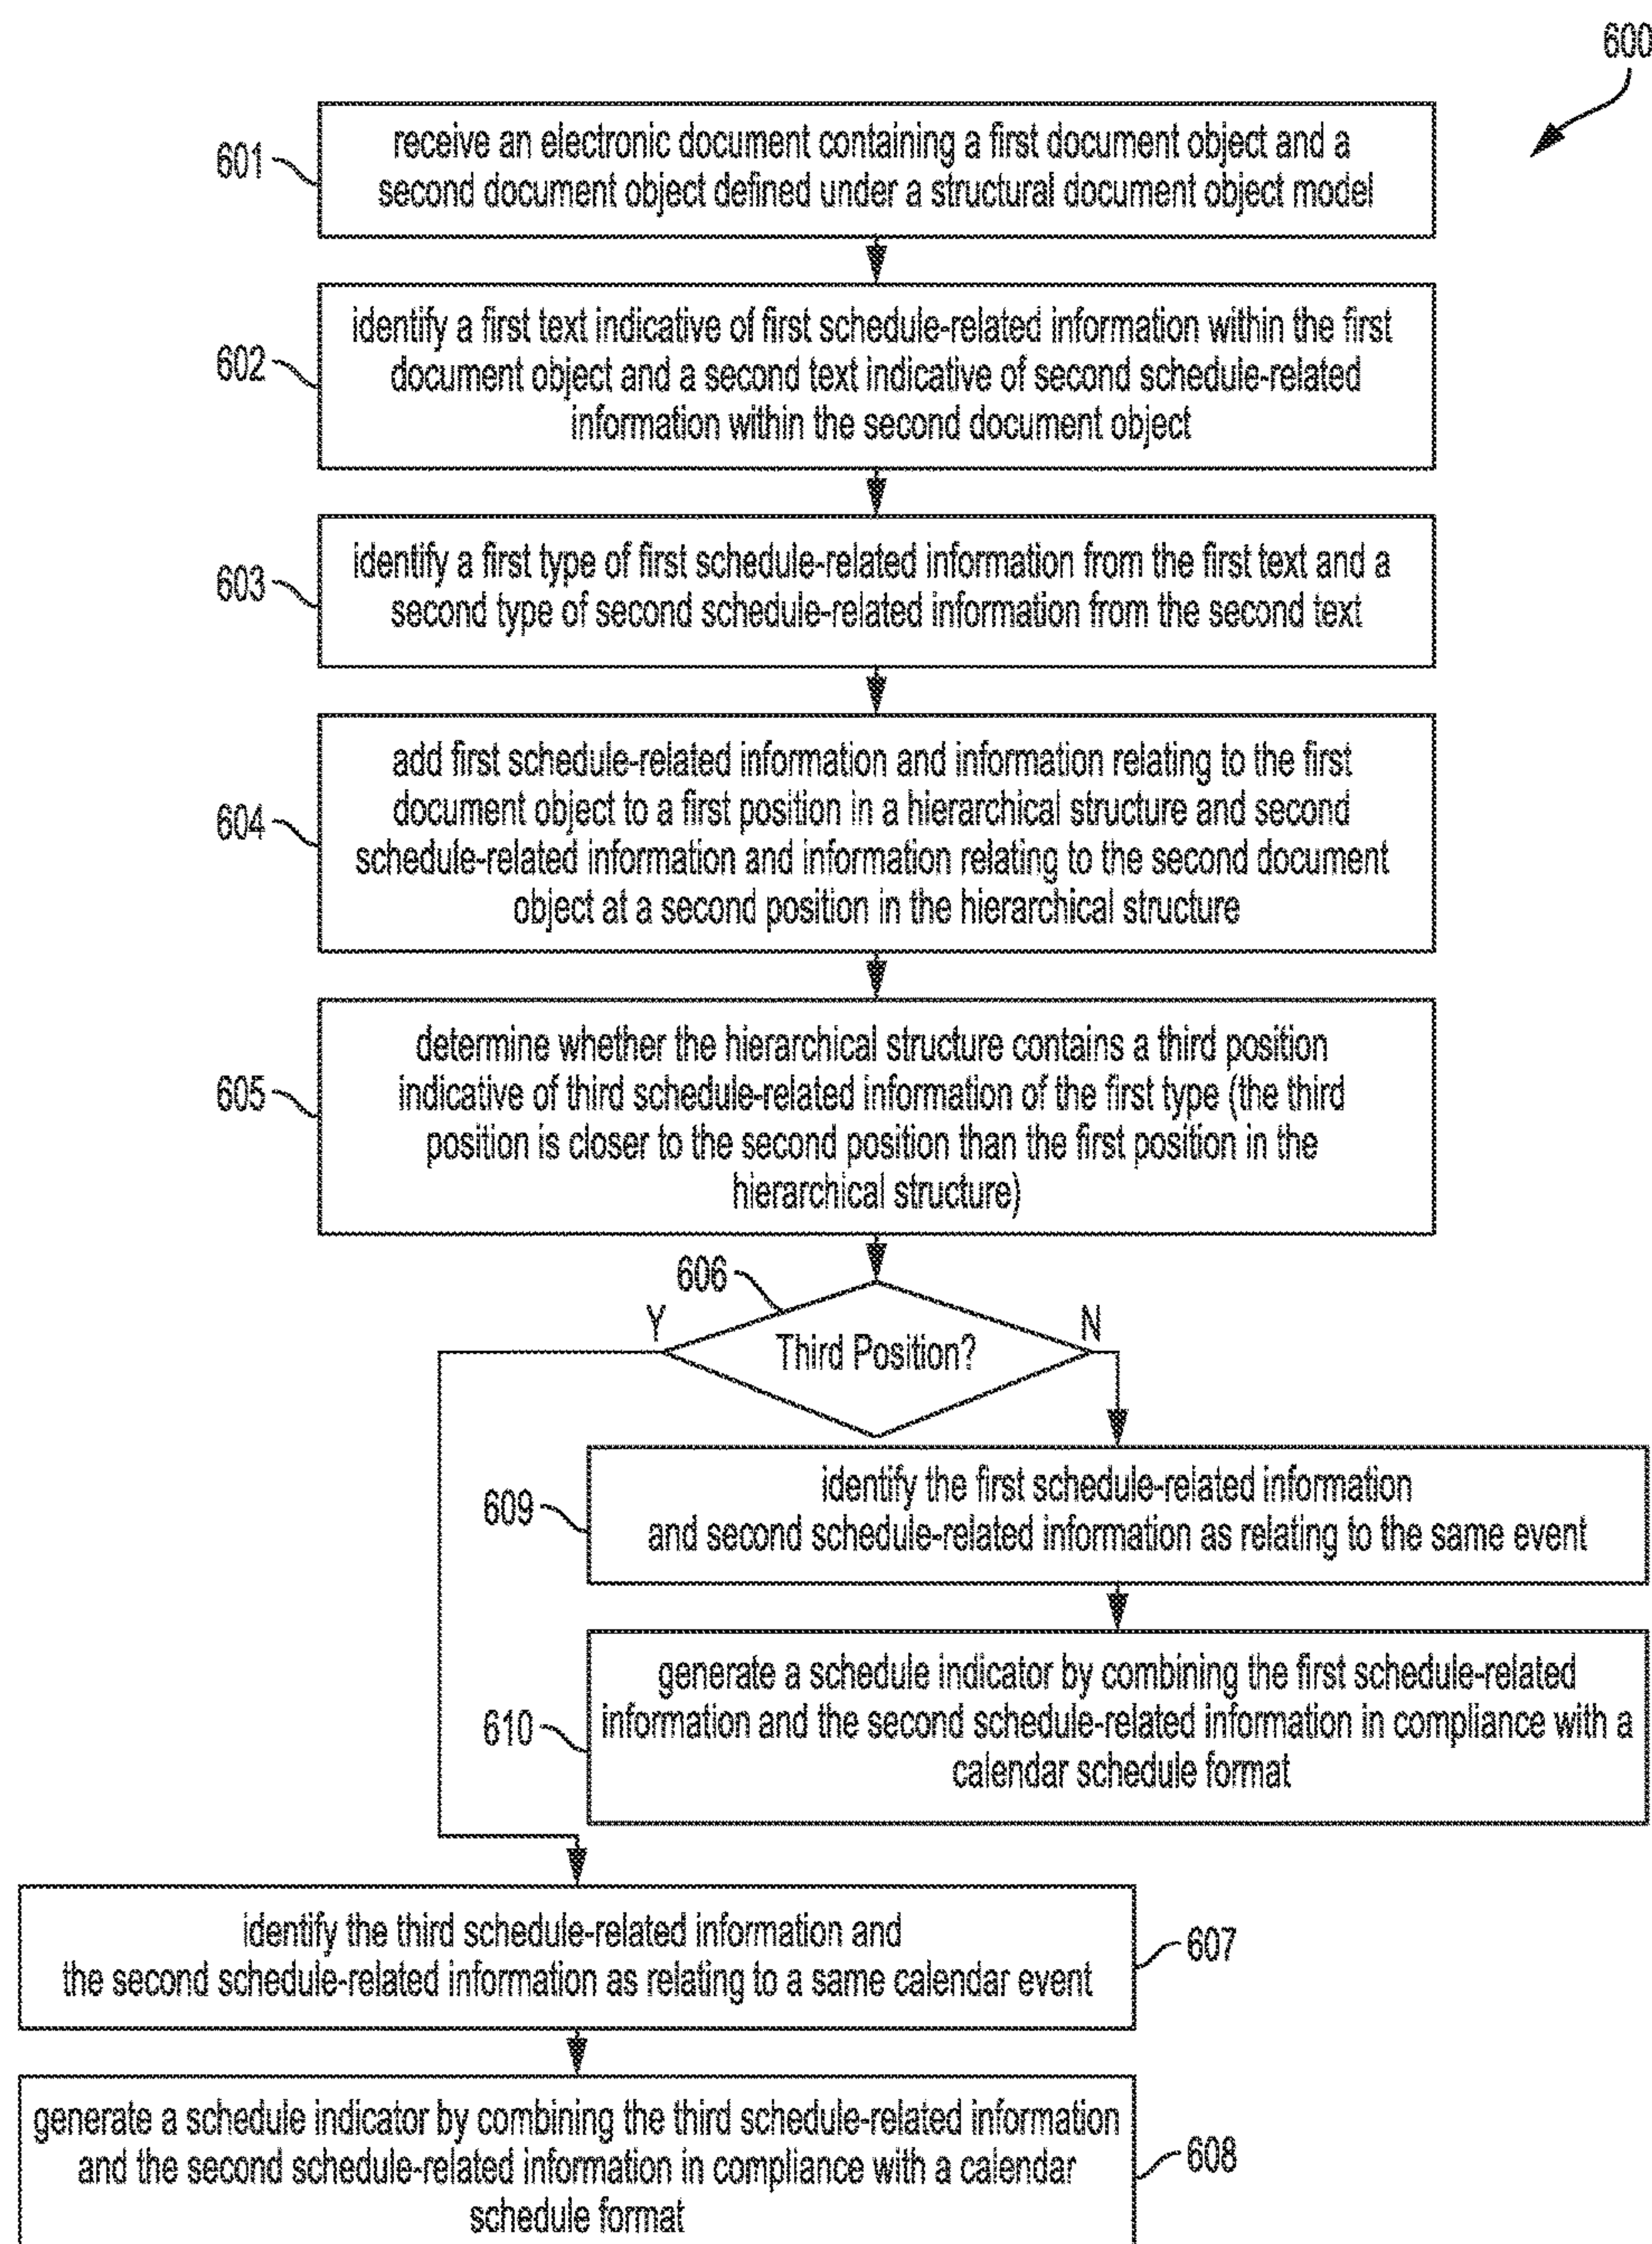 600
601
receive an electronic document containing a first document object and a
second document object defined under a structural document object model
602
identify a first text indicative of first schedule-related information within the first
document object and a second text indicative of second schedule-related
information within the second document object
603
identify a first type of first schedule-related information from the first text and a
second type of second schedule-related information from the second text
604
add first schedule-related information and information relating to the first
document object to a first position in a hierarchical structure and second
schedule-related information and information relating to the second document
object at a second position in the hierarchical structure
605
determine whether the hierarchical structure contains a third position
indicative of third schedule-related information of the first type (the third
position is closer to the second position than the first position in the
hierarchical structure)
606
Y
N
Third Position?
609
identify the first schedule-related information
and second schedule-related information as relating to the same event
610
generate a schedule indicator by combining the first schedule-related
information and the second schedule-related information in compliance with a
calendar schedule format
identify the third schedule-related information and
the second schedule-related information as relating to a same calendar event
607
generate a schedule indicator by combining the third schedule-related information
and the second schedule-related information in compliance with a calendar
schedule format
608